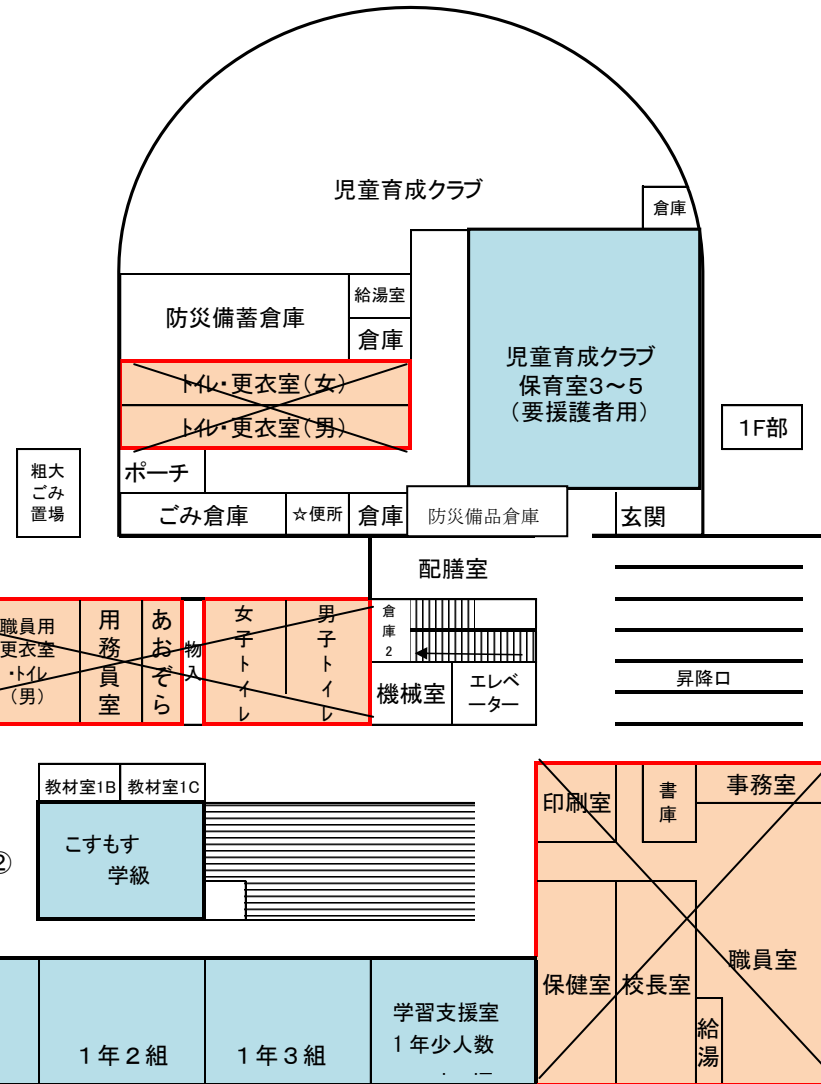 児童育成クラブ
倉庫
給湯室
防災備蓄倉庫
倉庫
児童育成クラブ
保育室3～5
(要援護者用)
トイレ・更衣室(女)
トイレ・更衣室(男)
1F部
粗大
ごみ
置場
ポーチ
ごみ倉庫
☆便所
倉庫
防災備品倉庫
玄関
配膳室
職員用
更衣室
・トイレ
(男)
用務員室
あおぞら
物入
女子トイレ
男子トイレ
倉庫2
機械室
エレベ
ーター
昇降口
教材室1B
教材室1C
こすもす
学級
②
印刷室
書庫
事務室
保健室
校長室
職員室
給湯
1年2組
1年3組
学習支援室
1年少人数